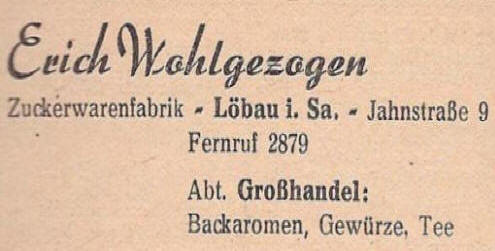 Erich Wohlgezogen
Zuckerwarenfabrik - Löbau i. Sa. - Jahnstraße 9
Fernruf 2879
Abt. Großhandel:
Backaromen, Gewürze, Tee